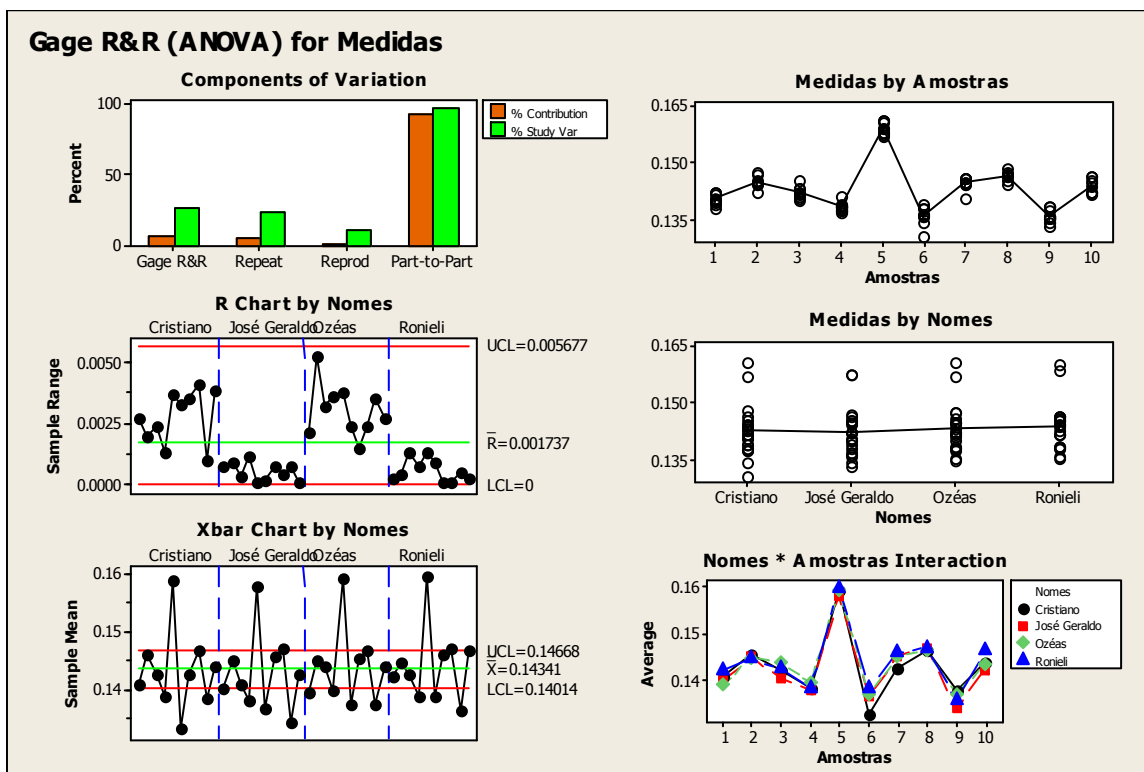 Gage R&R (ANOVA) for Medidas
Components of Variation
100
50
0
Percent
Gage R&R Repeat Reprod Part-to-Part
% Contribution
% Study Var
R Chart by Nomes
Cristiano José Geraldo Ozéas Ronieli
0.0050
0.0025
0.0000
Sample Range
UCL=0.005677
R=0.001737
LCL=0
Xbar Chart by Nomes
Cristiano José Geraldo Ozéas Ronieli
0.16
0.15
0.14
Sample Mean
UCL=0.14668
X=0.14341
LCL=0.14014
Medidas by Amostras
0.165
0.150
0.135
1 2 3 4 5 6 7 8 9 10
Amostras
Medidas by Nomes
0.165
0.150
0.135
Cristiano José Geraldo Ozéas Ronieli
Nomes
Nomes * Amostras Interaction
0.16
0.15
0.14
Average
1 2 3 4 5 6 7 8 9 10
Amostras
Nomes
Cristiano
José Geraldo
Ozéas
Ronieli